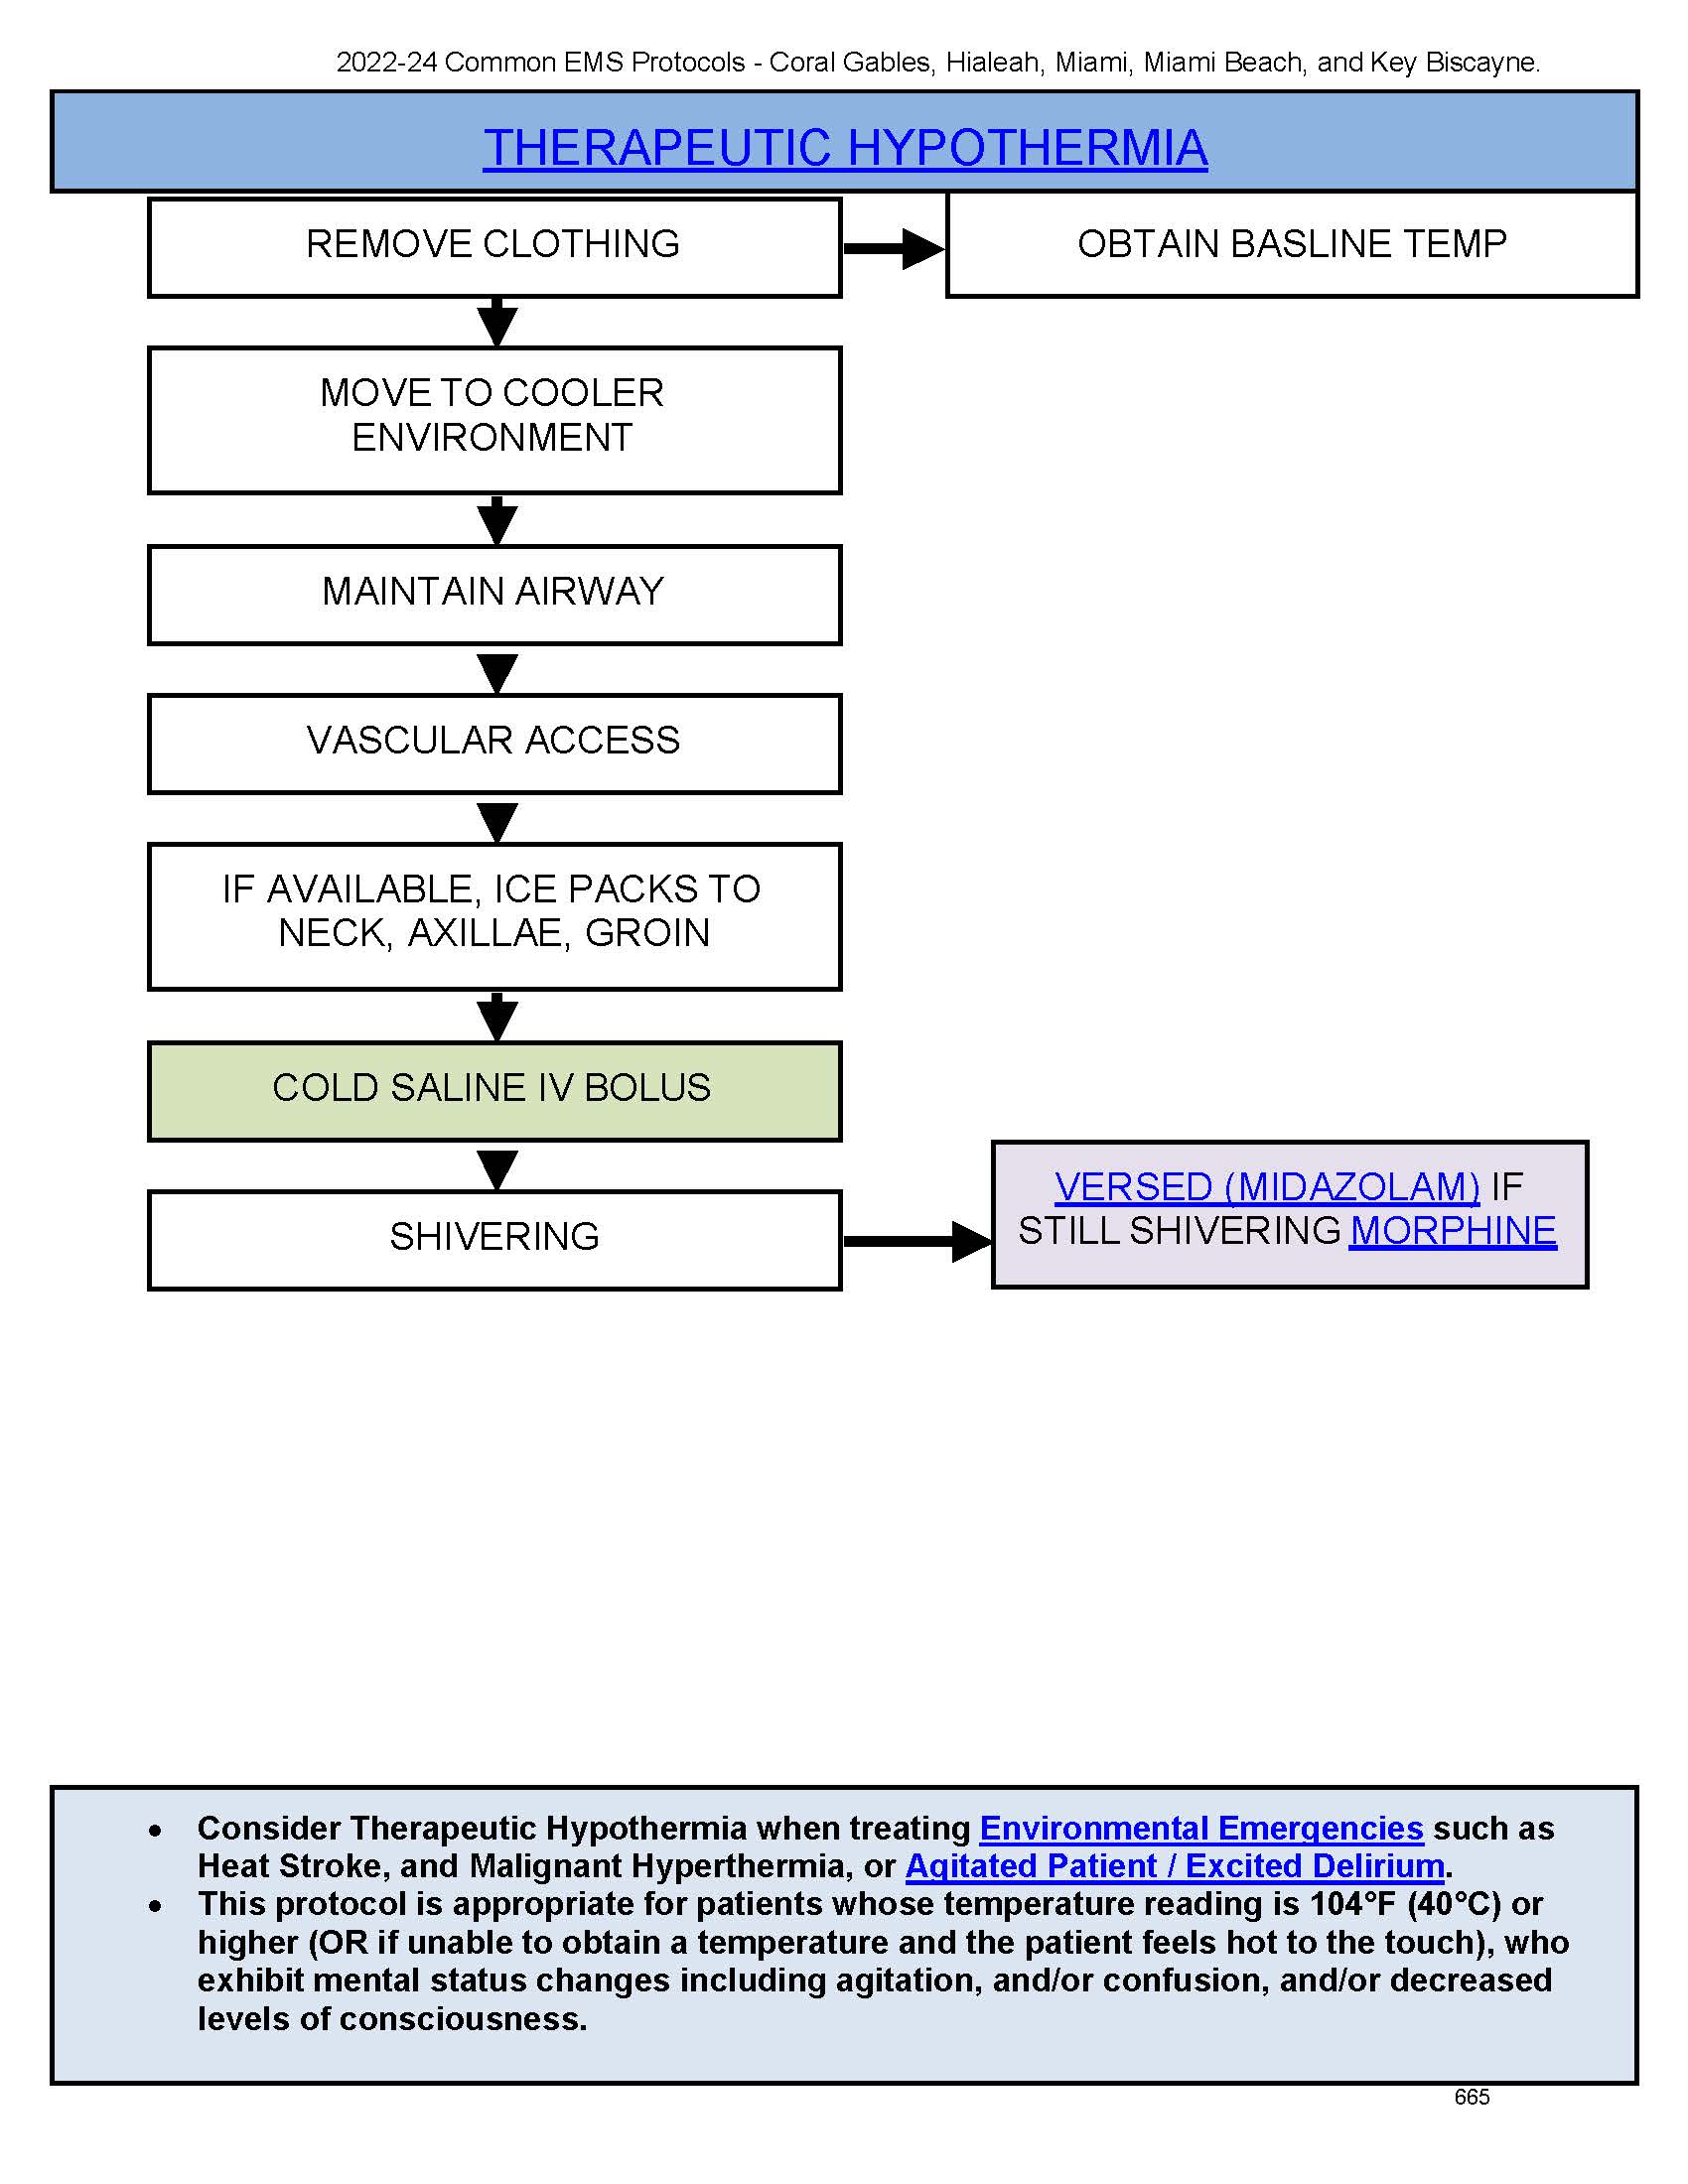 2022-24 Common EMS Protocols - Coral Gables, Hialeah, Miami, Miami Beach, and Key Biscayne.
THERAPEUTIC HYPOTHERMIA
REMOVE CLOTHING
OBTAIN BASLINE TEMP
MOVE TO COOLER
ENVIRONMENT
MAINTAIN AIRWAY
VASCULAR ACCESS
IF AVAILABLE, ICE PACKS TO
NECK, AXILLAE, GROIN
COLD SALINE IV BOLUS
SHIVERING
VERSED (MIDAZOLAM) IF
STILL SHIVERING MORPHINE
• Consider Therapeutic Hypothermia when treating Environmental Emergencies such as
Heat Stroke, and Malignant Hyperthermia, or Agitated Patient / Excited Delirium.
• This protocol is appropriate for patients whose temperature reading is 104°F (40°C) or
higher (OR if unable to obtain a temperature and the patient feels hot to the touch), who
exhibit mental status changes including agitation, and/or confusion, and/or decreased
levels of consciousness.
665